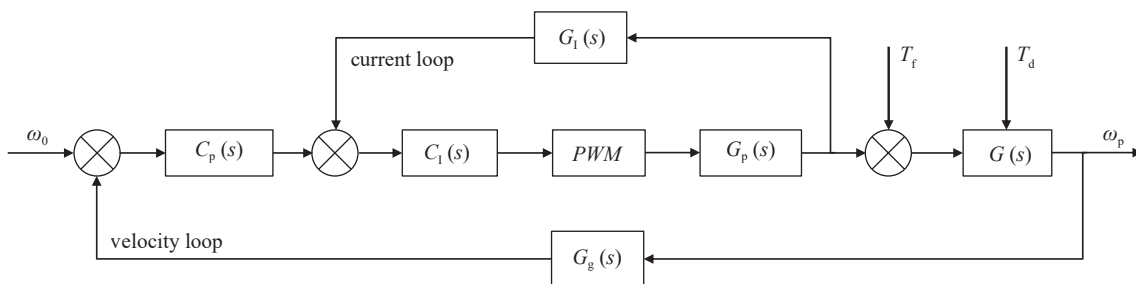 G_I (s)
current loop
T_f
T_d
ω_0
C_p (s)
C_I (s)
PWM
G_p (s)
G (s)
ω_p
velocity loop
G_g (s)